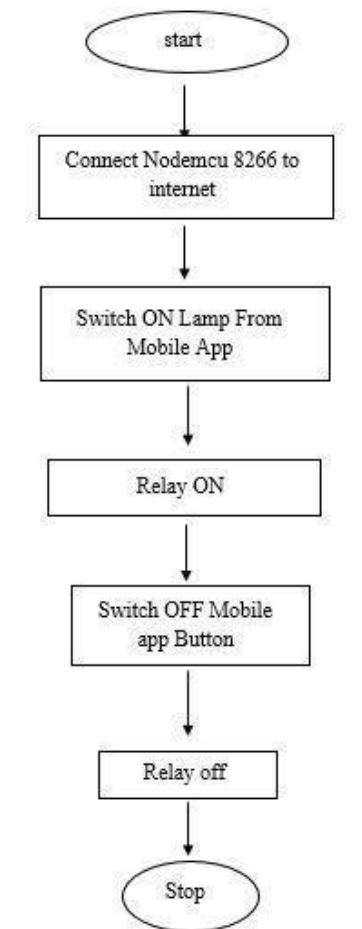 start
Connect Nodemcu 8266 to
internet
Switch ON Lamp From
Mobile App
Relay ON
Switch OFF Mobile
app Button
Relay off
Stop